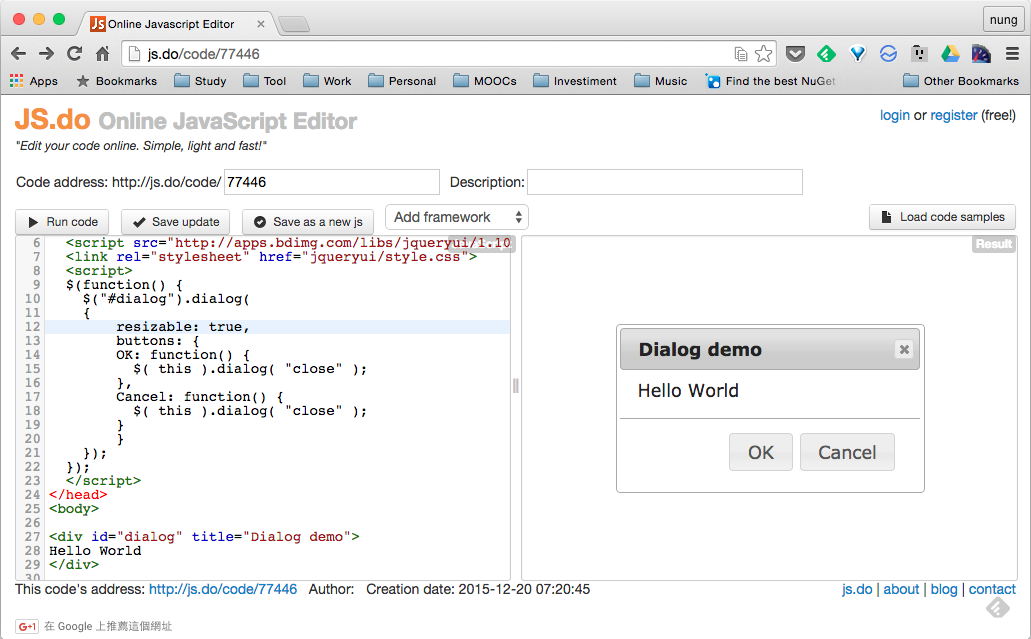 JS Online Javascript Editor
nung
js.do/code/77446
Apps Bookmarks Study Tool Work Personal MOOCs Investiment Music Find the best NuGet Other Bookmarks
JS.do Online JavaScript Editor
login or register (free!)
"Edit your code online. Simple, light and fast!"
Code address: http://js.do/code/ 77446 Description:
Run code Save update Save as a new js Add framework Load code samples
6 <script src="http://apps.bdimg.com/libs/jqueryui/1.10
Result
7 <link rel="stylesheet" href="jqueryui/style.css">
8 <script>
9 $(function() {
10 $("#dialog").dialog(
11 {
12 resizable: true,
13 buttons: {
14 OK: function() {
15 $( this ).dialog( "close" );
16 },
17 Cancel: function() {
18 $( this ).dialog( "close" );
19 }
20 }
21 });
22 });
23 </script>
24 </head>
25 <body>
26
27 <div id="dialog" title="Dialog demo">
28 Hello World
29 </div>
30
Dialog demo
Hello World
OK Cancel
This code's address: http://js.do/code/77446 Author: Creation date: 2015-12-20 07:20:45
js.do | about | blog | contact
G+1 在 Google 上推薦這個網址